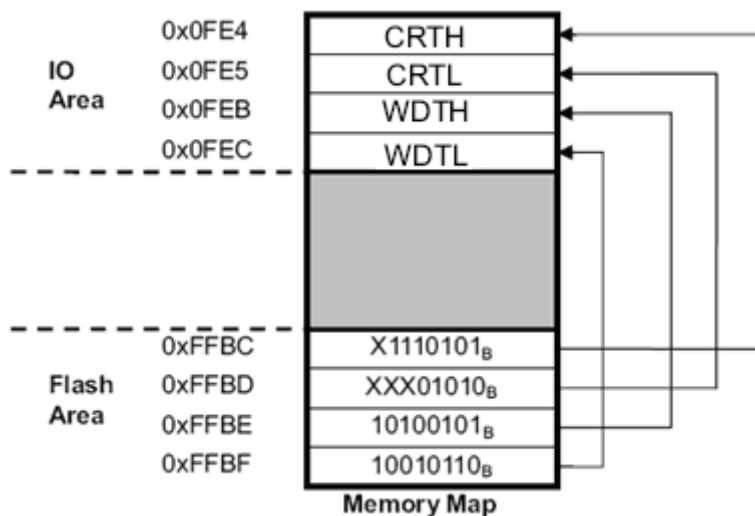 0x0FE4 CRTH
IO Area
0x0FE5 CRTL
0x0FEB WDTH
0x0FEC WDTL
0xFFBC X1110101B
Flash Area
0xFFBD XXX01010B
0xFFBE 10100101B
0xFFBF 10010110B
Memory Map